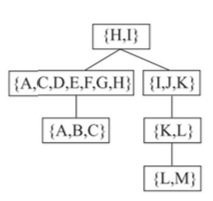 {H,I}
{A,C,D,E,F,G,H} {I,J,K}
{A,B,C} {K,L}
{L,M}